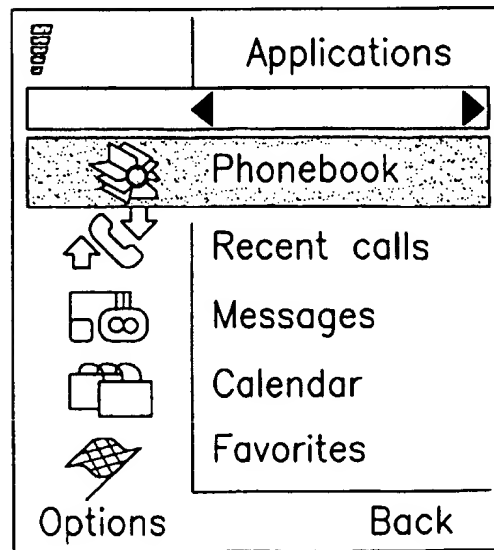 Applications
Phonebook
Recent calls
Messages
Calendar
Favorites
Options Back